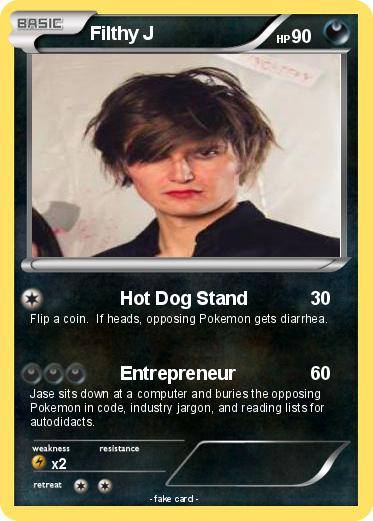 BASIC
Filthy J
HP 90
Hot Dog Stand 30
Flip a coin. If heads, opposing Pokemon gets diarrhea.
Entrepreneur 60
Jase sits down at a computer and buries the opposing
Pokemon in code, industry jargon, and reading lists for
autodidacts.
weakness resistance
x2
retreat
- fake card -